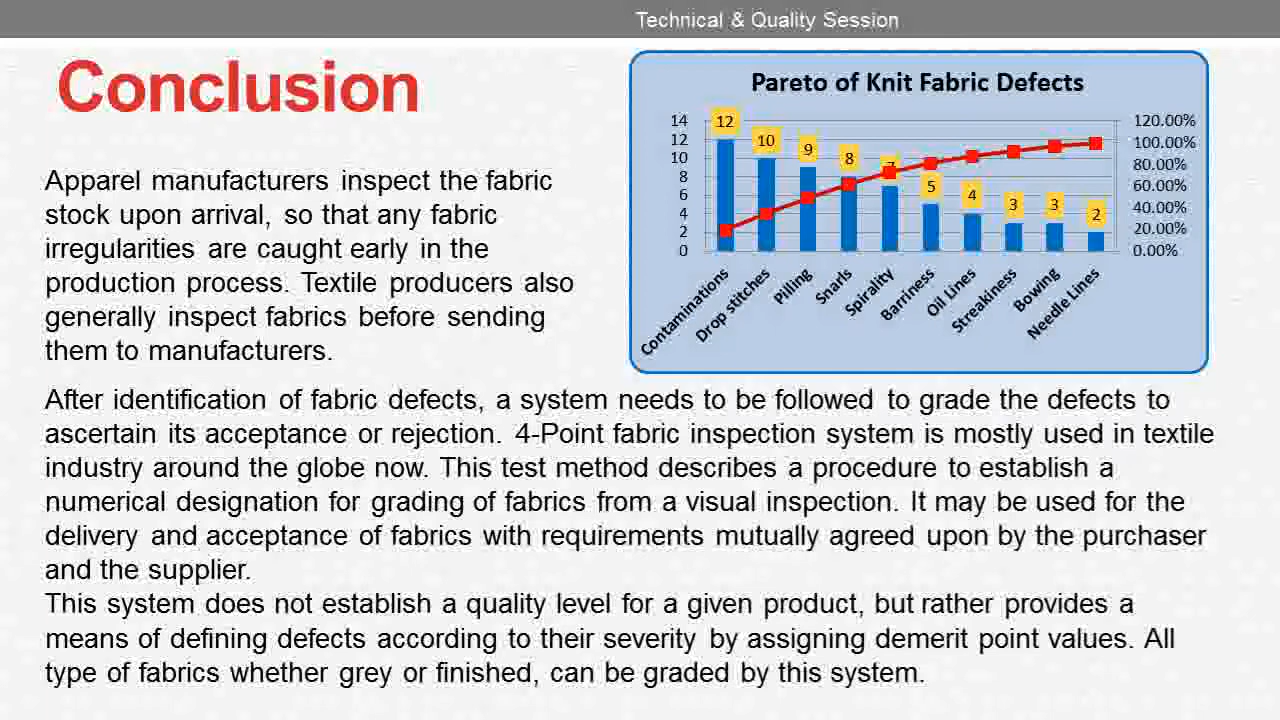 Technical & Quality Session
Conclusion
Apparel manufacturers inspect the fabric
stock upon arrival, so that any fabric
irregularities are caught early in the
production process. Textile producers also
generally inspect fabrics before sending
them to manufacturers.
Pareto of Knit Fabric Defects
14
12
10
8
6
4
2
0
12
10
9
8
7
5
4
3
3
2
120.00%
100.00%
80.00%
60.00%
40.00%
20.00%
0.00%
Contaminations
Drop stitches
Pilling
Snarls
Spirality
Barriness
Oil Lines
Streakiness
Bowing
Needle Lines
After identification of fabric defects, a system needs to be followed to grade the defects to
ascertain its acceptance or rejection. 4-Point fabric inspection system is mostly used in textile
industry around the globe now. This test method describes a procedure to establish a
numerical designation for grading of fabrics from a visual inspection. It may be used for the
delivery and acceptance of fabrics with requirements mutually agreed upon by the purchaser
and the supplier.
This system does not establish a quality level for a given product, but rather provides a
means of defining defects according to their severity by assigning demerit point values. All
type of fabrics whether grey or finished, can be graded by this system.